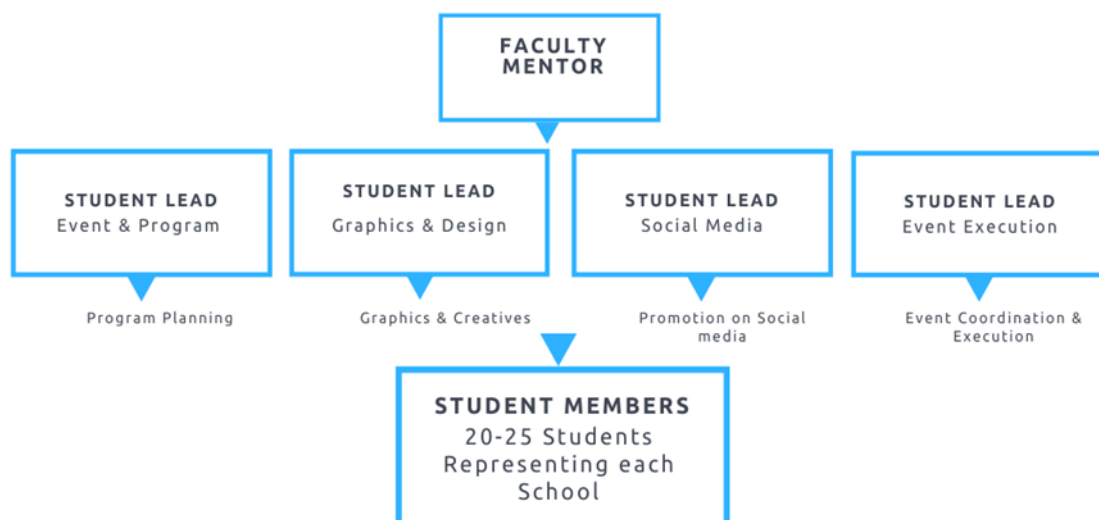 FACULTY
MENTOR
STUDENT LEAD
Event & Program
STUDENT LEAD
Graphics & Design
STUDENT LEAD
Social Media
STUDENT LEAD
Event Execution
Program Planning
Graphics & Creatives
Promotion on Social
media
Event Coordination &
Execution
STUDENT MEMBERS
20-25 Students
Representing each
School